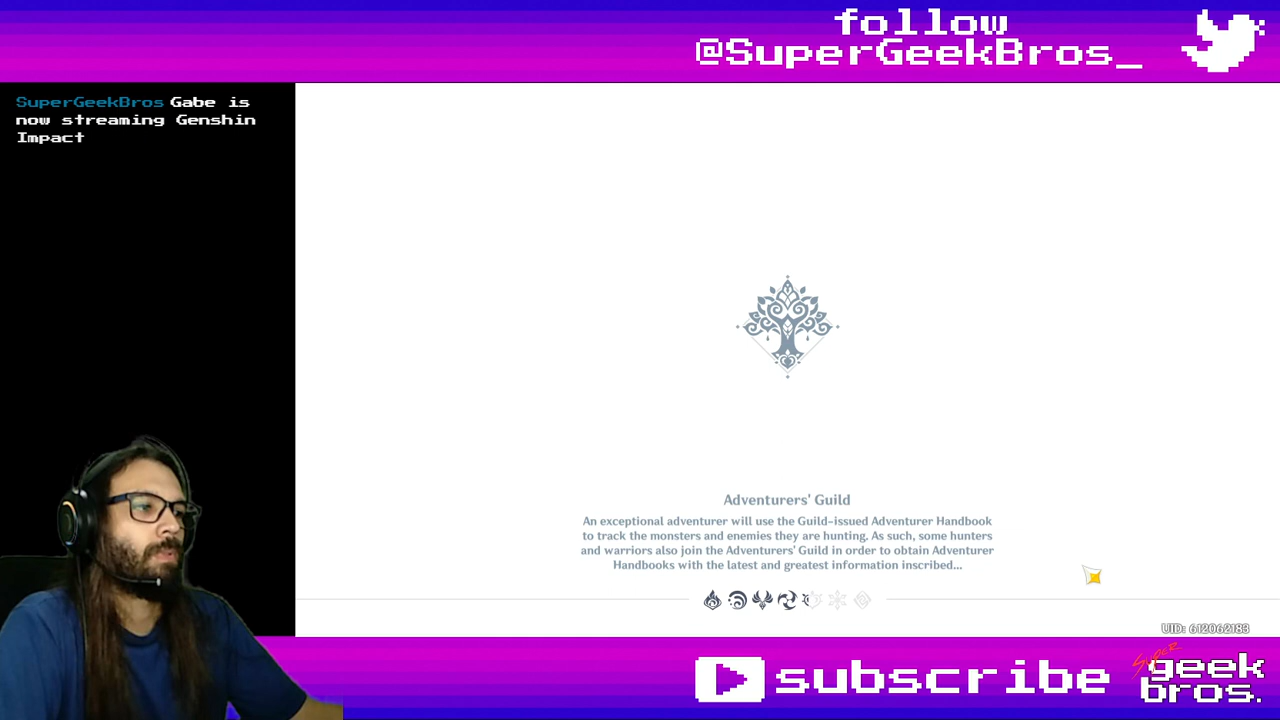 follow
@SuperGeekBros_
SuperGeekBros Gabe is
now streaming Genshin
Impact
Adventurers' Guild
An exceptional adventurer will use the Guild-issued Adventurer Handbook
to track the monsters and enemies they are hunting. As such, some hunters
and warriors also join the Adventurers' Guild in order to obtain Adventurer
Handbooks with the latest and greatest information inscribed...
UID: 612062183
subscribe
super
geek
bros.